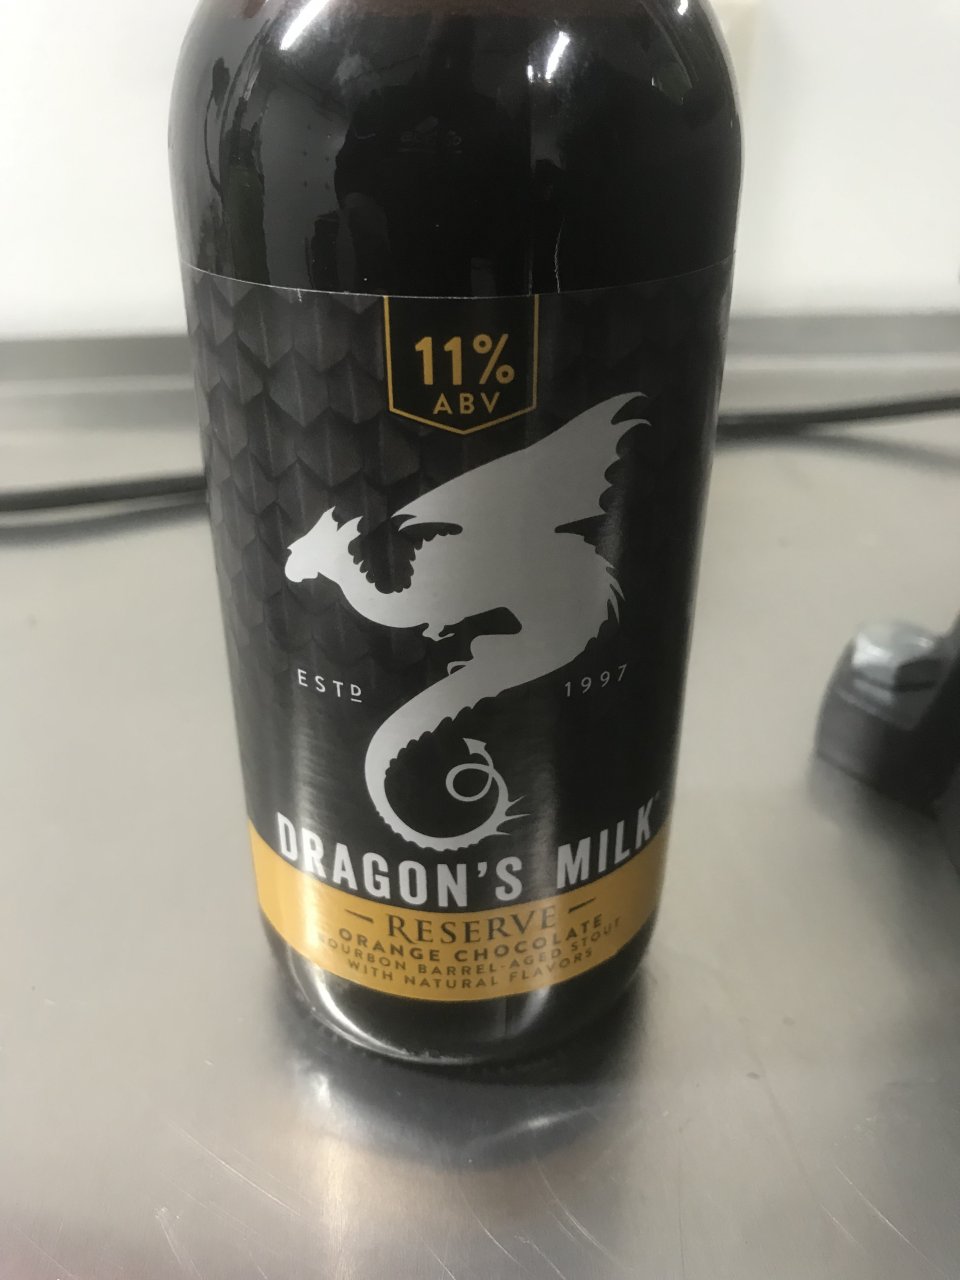 11%
ABV
ESTD
1997
DRAGON'S MILK
— RESERVE —
ORANGE CHOCOLATE
BOURBON BARREL-AGED STOUT
WITH NATURAL FLAVORS